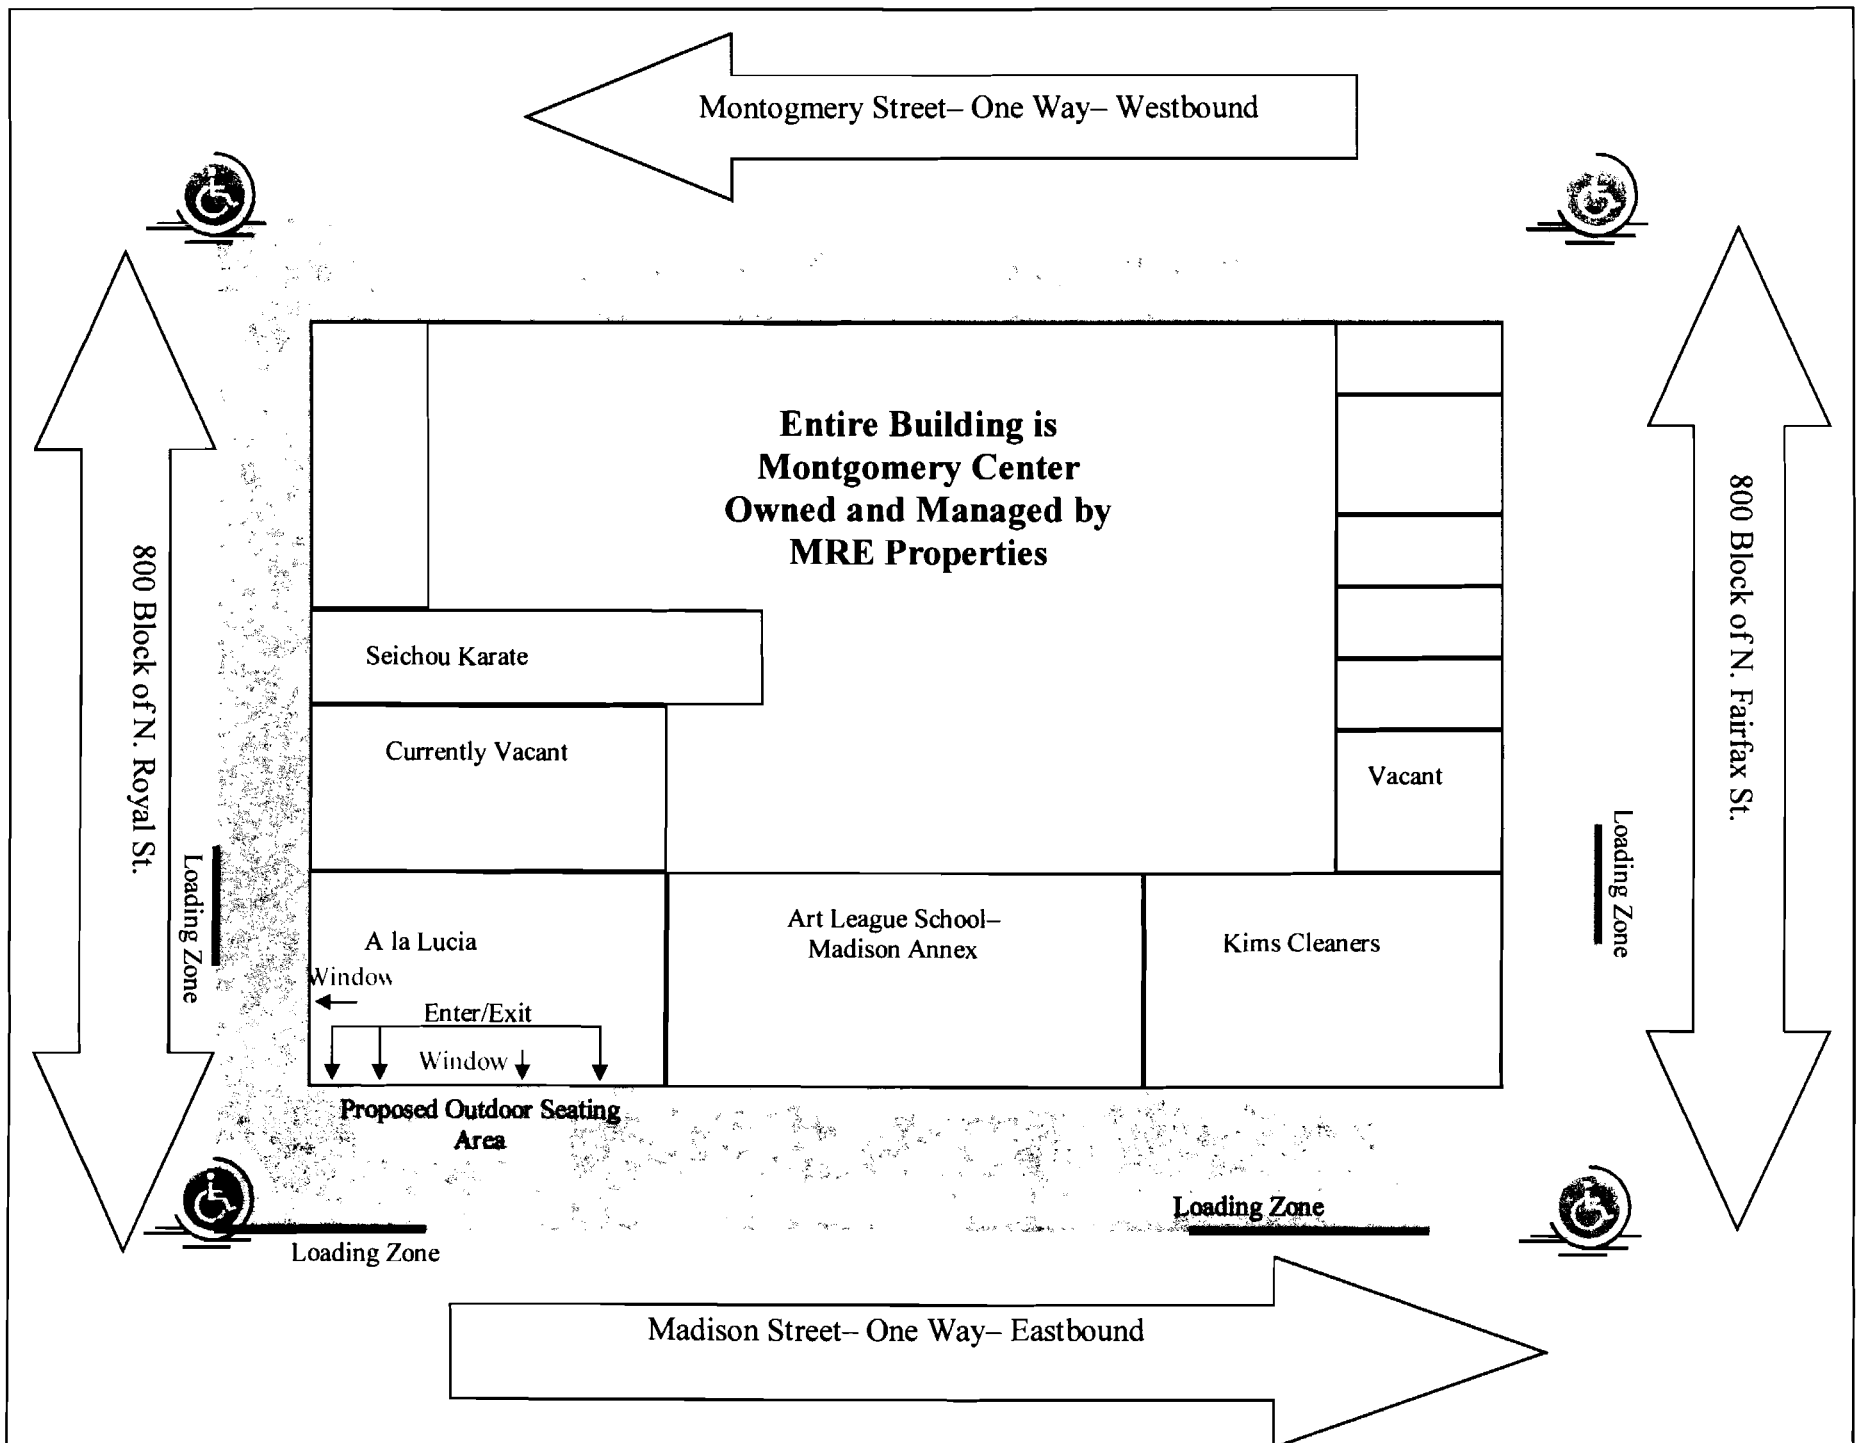 Montogmery Street– One Way– Westbound
Entire Building is
Montgomery Center
Owned and Managed by
MRE Properties
800 Block of N. Royal St.
800 Block of N. Fairfax St.
Seichou Karate
Currently Vacant
Vacant
Loading Zone
Loading Zone
A la Lucia
Art League School–
Madison Annex
Kims Cleaners
Window
Enter/Exit
Window
Proposed Outdoor Seating
Area
Loading Zone
Loading Zone
Madison Street– One Way– Eastbound